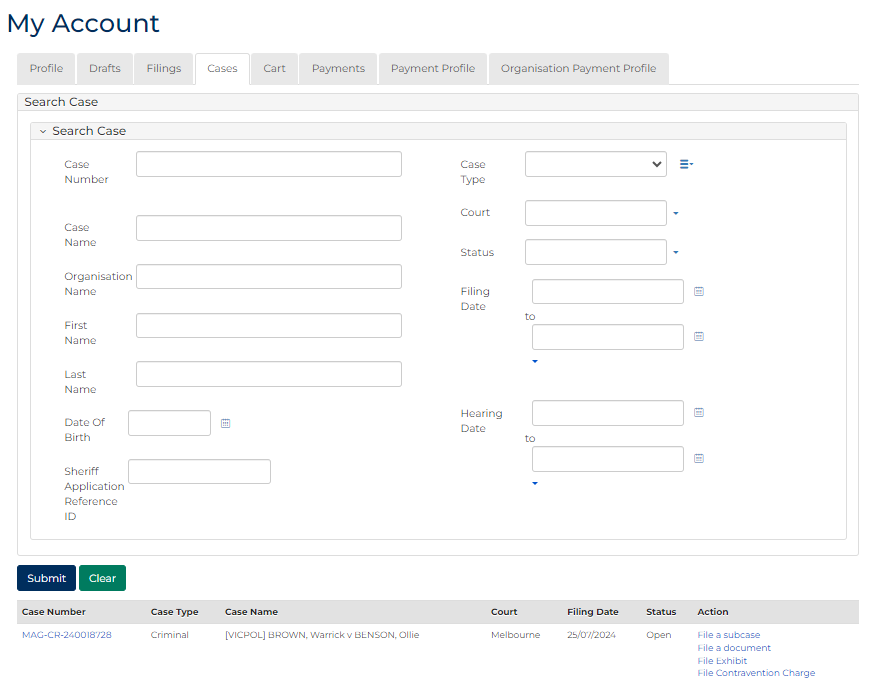 My Account
Profile Drafts Filings Cases Cart Payments Payment Profile Organisation Payment Profile
Search Case
Search Case
Case Number
Case Type
Court
Case Name
Status
Organisation Name
Filing Date
to
First Name
Last Name
Date Of Birth
Hearing Date
to
Sheriff Application Reference ID
Submit Clear
Case Number Case Type Case Name Court Filing Date Status Action
MAG-CR-240018728 Criminal [VICPOL] BROWN, Warrick v BENSON, Ollie Melbourne 25/07/2024 Open File a subcase
File a document
File Exhibit
File Contravention Charge